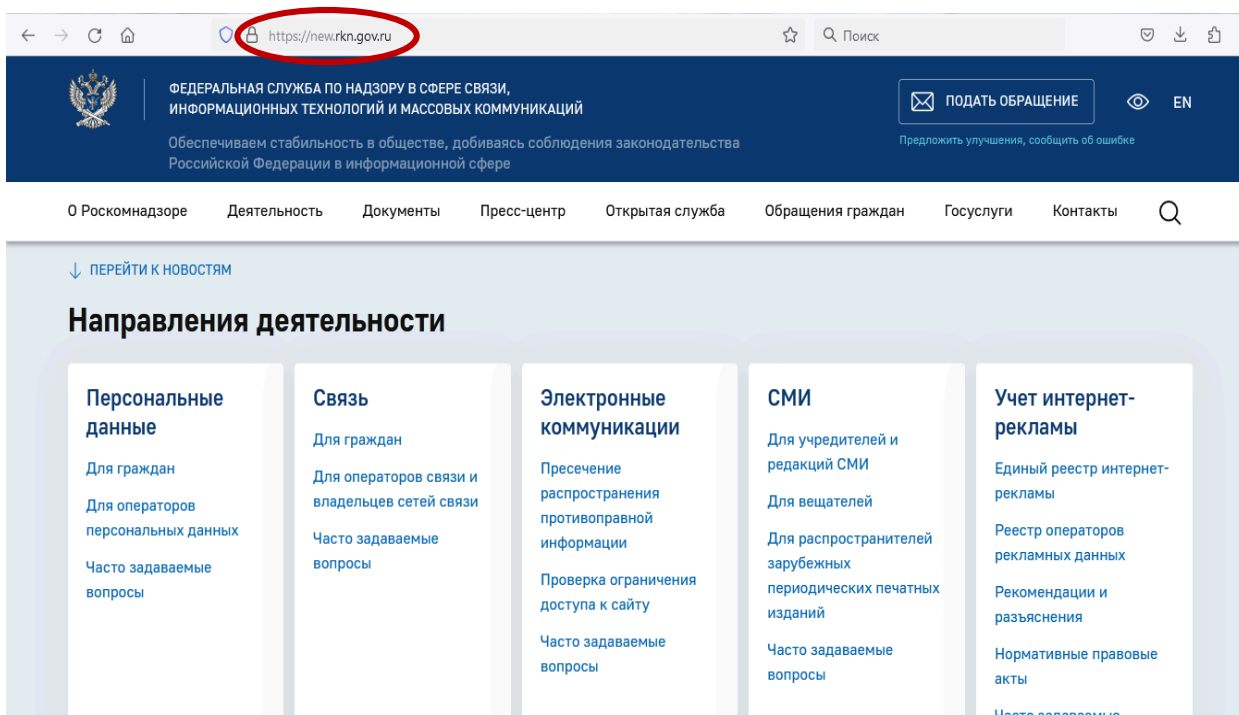 https://new.rkn.gov.ru
Поиск
ФЕДЕРАЛЬНАЯ СЛУЖБА ПО НАДЗОРУ В СФЕРЕ СВЯЗИ,
ИНФОРМАЦИОННЫХ ТЕХНОЛОГИЙ И МАССОВЫХ КОММУНИКАЦИЙ
Обеспечиваем стабильность в обществе, добиваясь соблюдения законодательства
Российской Федерации в информационной сфере
ПОДАТЬ ОБРАЩЕНИЕ
EN
Предложить улучшения, сообщить об ошибке
О Роскомнадзоре
Деятельность
Документы
Пресс-центр
Открытая служба
Обращения граждан
Госуслуги
Контакты
ПЕРЕЙТИ К НОВОСТЯМ
Направления деятельности
Персональные
данные
Для граждан
Для операторов
персональных данных
Часто задаваемые
вопросы
Связь
Для граждан
Для операторов связи и
владельцев сетей связи
Часто задаваемые
вопросы
Электронные
коммуникации
Пресечение
распространения
противоправной
информации
Проверка ограничения
доступа к сайту
Часто задаваемые
вопросы
СМИ
Для учредителей и
редакций СМИ
Для вещателей
Для распространителей
зарубежных
периодических печатных
изданий
Часто задаваемые
вопросы
Учет интернет-
рекламы
Единый реестр интернет-
рекламы
Реестр операторов
рекламных данных
Рекомендации и
разъяснения
Нормативные правовые
акты
Часто задаваемые